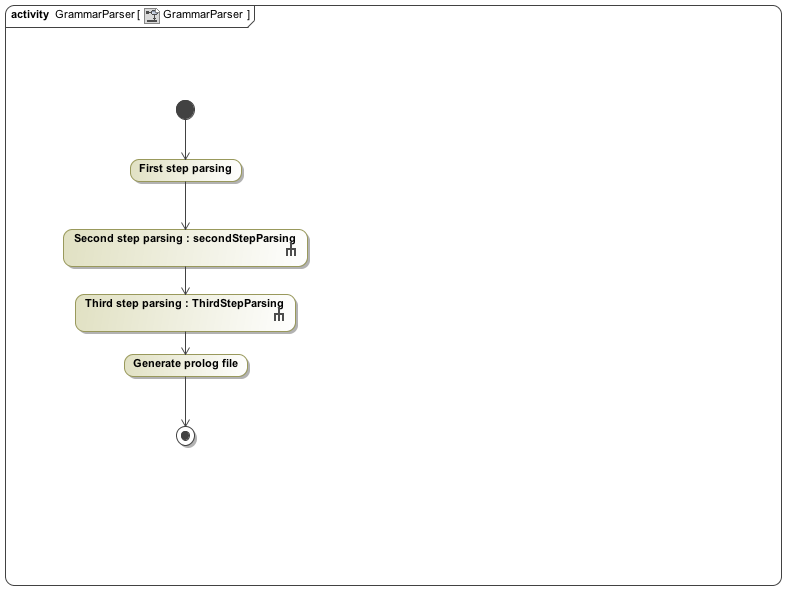 activity GrammarParser [ GrammarParser ]
First step parsing
Second step parsing : secondStepParsing
Third step parsing : ThirdStepParsing
Generate prolog file